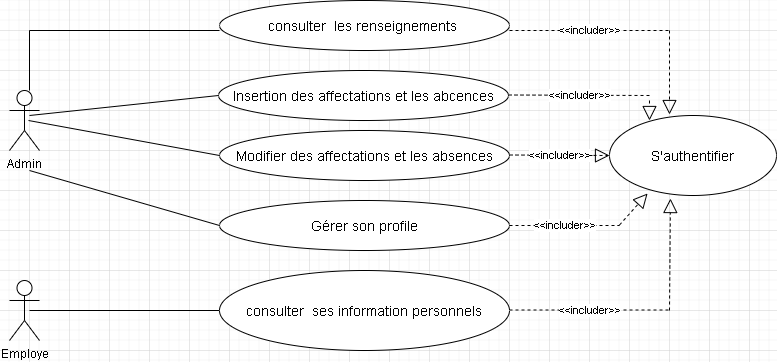 consulter  les renseignements
<<includer>>
Insertion des affectations et les abcences
<<includer>>
Admin
Modifier des affectations et les absences
<<includer>>
S'authentifier
Gérer son profile
<<includer>>
consulter  ses information personnels
<<includer>>
Employe